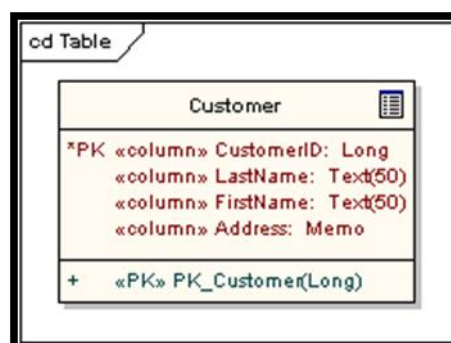 cd Table
Customer
*PK «column» CustomerID: Long
«column» LastName: Text(50)
«column» FirstName: Text(50)
«column» Address: Memo
+ «PK» PK_Customer(Long)